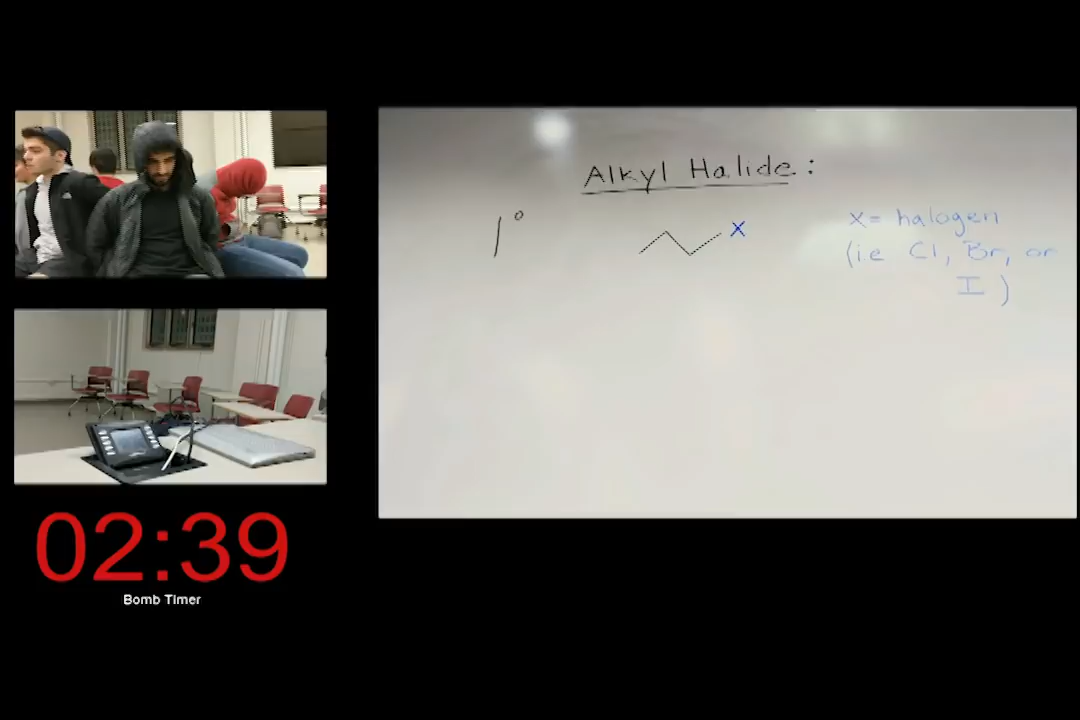 Alkyl Halide:
1° X X= halogen
(ie Cl, Br, or
I)
02:39
Bomb Timer